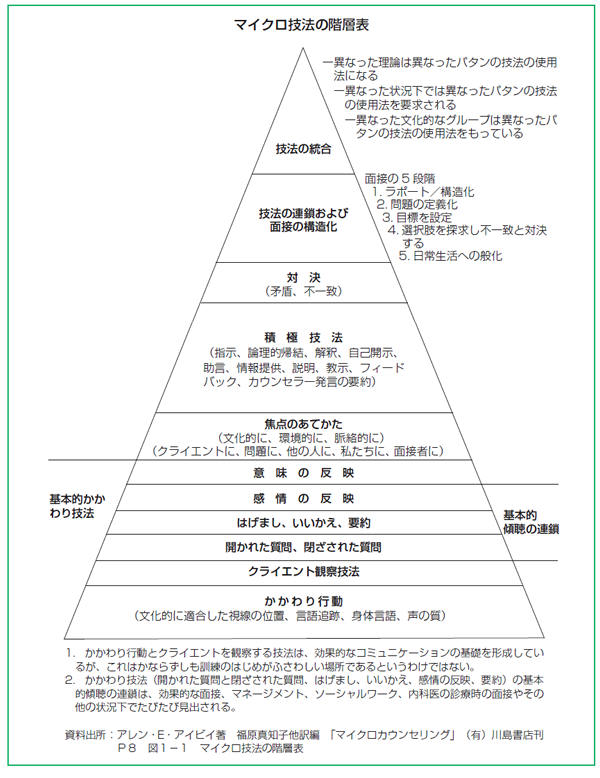 マイクロ技法の階層表
―異なった理論は異なったパタンの技法の使用
法になる
―異なった状況下では異なったパタンの技法
の使用法を要求される
―異なった文化的なグループは異なったパ
タンの技法の使用法をもっている
技法の統合
面接の5段階
1. ラポート／構造化
2. 問題の定義化
3. 目標を設定
4. 選択肢を探求し不一致と対決
する
5. 日常生活への般化
技法の連鎖および
面接の構造化
対決
（矛盾、不一致）
積極技法
（指示、論理的帰結、解釈、自己開示、
助言、情報提供、説明、教示、フィード
バック、カウンセラー発言の要約）
焦点のあてかた
（文化的に、環境的に、脈絡的に）
（クライエントに、問題に、他の人に、私たちに、面接者に）
意味の反映
基本的かか
わり技法
感情の反映
はげまし、いいかえ、要約
基本的
傾聴の連鎖
開かれた質問、閉ざされた質問
クライエント観察技法
かかわり行動
（文化的に適合した視線の位置、言語追跡、身体言語、声の質）
1. かかわり行動とクライエントを観察する技法は、効果的なコミュニケーションの基礎を形成してい
るが、これはかならずしも訓練のはじめがふさわしい場所であるというわけではない。
2. かかわり技法（開かれた質問と閉ざされた質問、はげまし、いいかえ、感情の反映、要約）の基本
的傾聴の連鎖は、効果的な面接、マネージメント、ソーシャルワーク、内科医の診療時の面接やその
他の状況下でたびたび見出される。
資料出所：アレン・E・アイビイ著 福原真知子他訳編 「マイクロカウンセリング」（有）川島書店刊
P8 図1－1 マイクロ技法の階層表